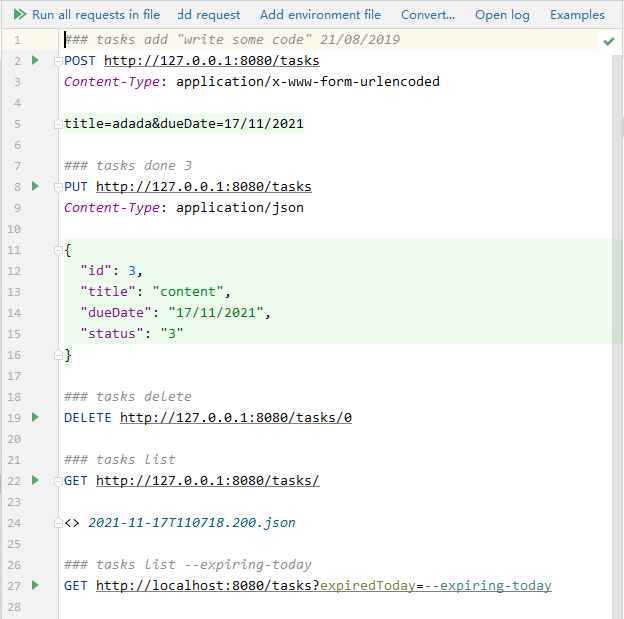 Run all requests in file dd request Add environment file Convert... Open log Examples
1 ### tasks add "write some code" 21/08/2019
2 POST http://127.0.0.1:8080/tasks
3 Content-Type: application/x-www-form-urlencoded
4
5 title=adada&dueDate=17/11/2021
6
7 ### tasks done 3
8 PUT http://127.0.0.1:8080/tasks
9 Content-Type: application/json
10
11 {
12 "id": 3,
13 "title": "content",
14 "dueDate": "17/11/2021",
15 "status": "3"
16 }
17
18 ### tasks delete
19 DELETE http://127.0.0.1:8080/tasks/0
20
21 ### tasks list
22 GET http://127.0.0.1:8080/tasks/
23
24 <> 2021-11-17T110718.200.json
25
26 ### tasks list --expiring-today
27 GET http://localhost:8080/tasks?expiredToday=--expiring-today
28